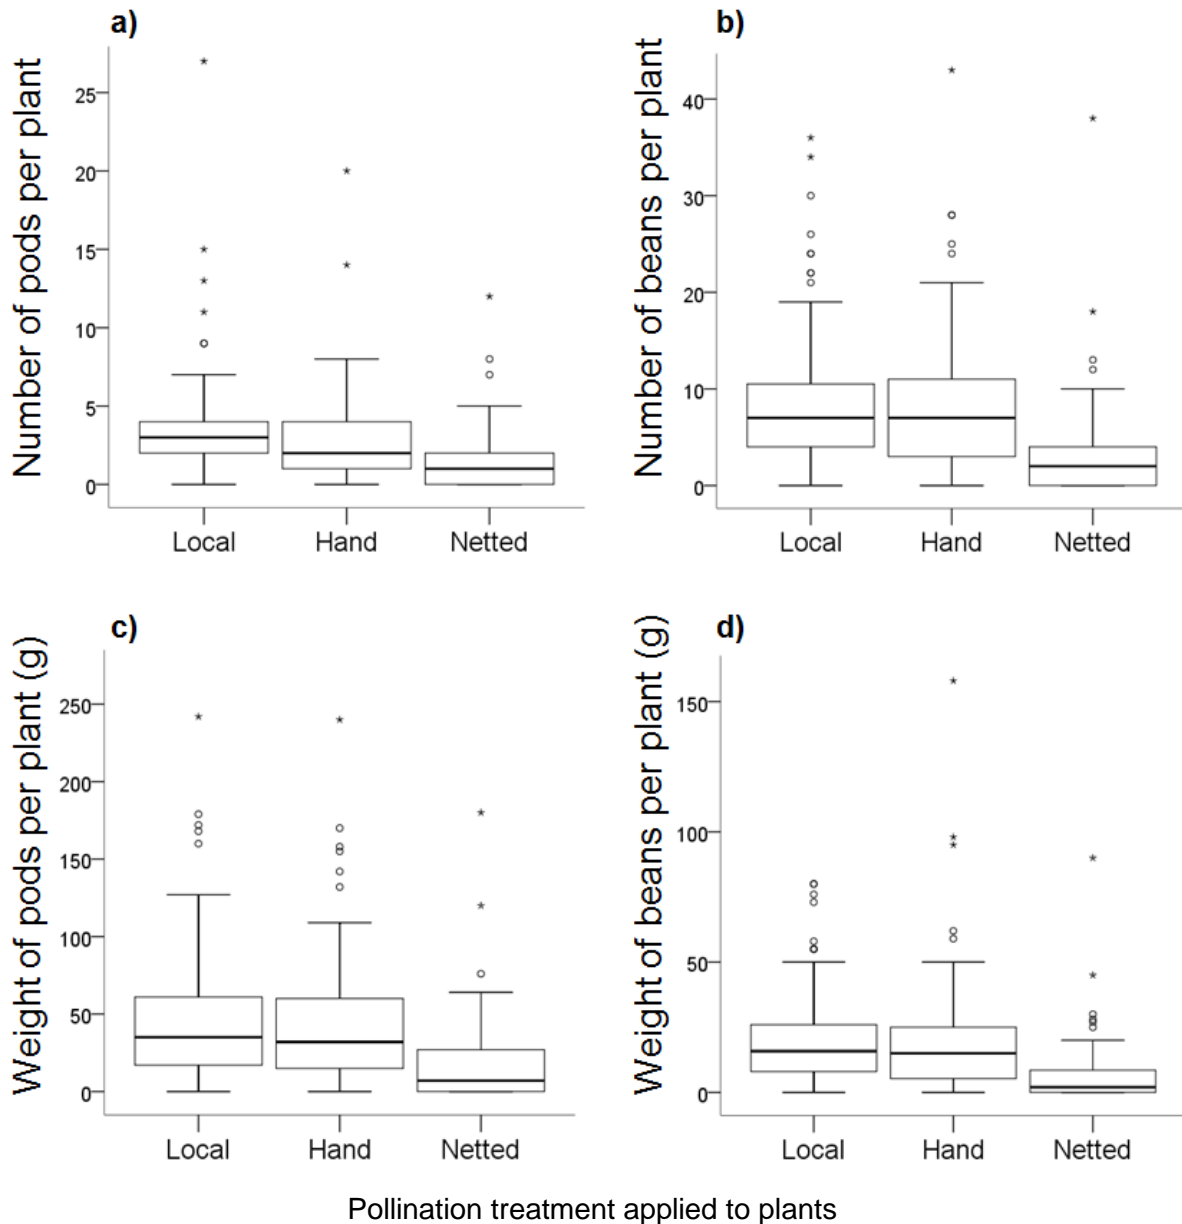 a)
Number of pods per plant
25
20
15
10
5
0
Local Hand Netted
b)
Number of beans per plant
40
30
20
10
0
Local Hand Netted
c)
Weight of pods per plant (g)
250
200
150
100
50
0
Local Hand Netted
d)
Weight of beans per plant (g)
150
100
50
0
Local Hand Netted
Pollination treatment applied to plants